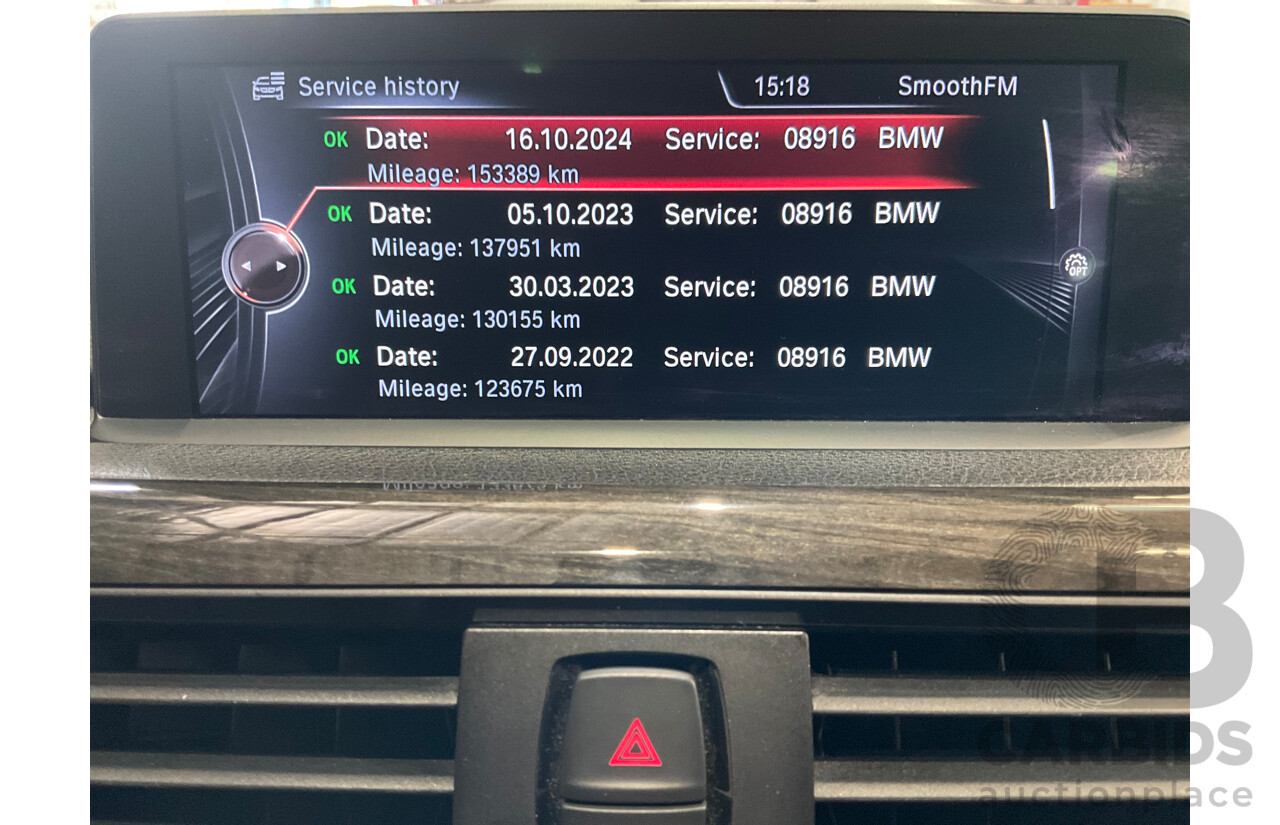 Service history 15:18 SmoothFM
OK Date: 16.10.2024 Service: 08916 BMW
Mileage: 153389 km
OK Date: 05.10.2023 Service: 08916 BMW
Mileage: 137951 km
OPT
OK Date: 30.03.2023 Service: 08916 BMW
Mileage: 130155 km
OK Date: 27.09.2022 Service: 08916 BMW
Mileage: 123675 km
CB
CARBIDS
auctionplace